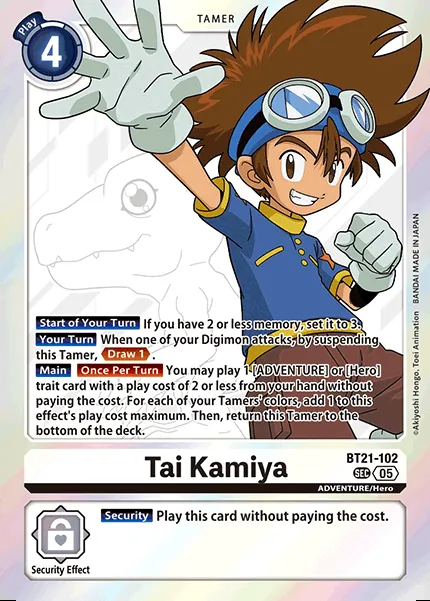 TAMER
Play
4
Start of Your Turn If you have 2 or less memory, set it to 3.
Your Turn When one of your Digimon attacks, by suspending
this Tamer, Draw 1.
Main Once Per Turn You may play 1 [ADVENTURE] or [Hero]
trait card with a play cost of 2 or less from your hand without
paying the cost. For each of your Tamers' colors, add 1 to this
effect's play cost maximum. Then, return this Tamer to the
bottom of the deck.
©Akiyoshi Hongo, Toei Animation BANDAI MADE IN JAPAN
Tai Kamiya
BT21-102
SEC 05
ADVENTURE/Hero
Security Play this card without paying the cost.
Security Effect